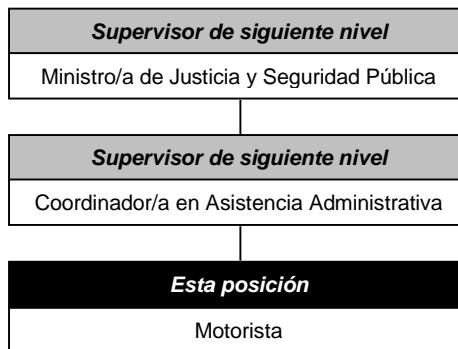 Supervisor de siguiente nivel
Ministro/a de Justicia y Seguridad Pública
Supervisor de siguiente nivel
Coordinador/a en Asistencia Administrativa
Esta posición
Motorista